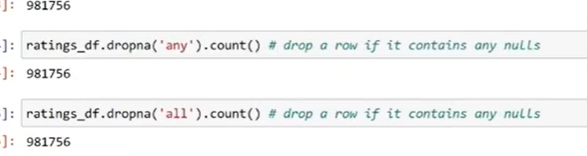 ]: 981756
]: ratings_df.dropna('any').count() # drop a row if it contains any nulls
]: 981756
]: ratings_df.dropna('all').count() # drop a row if it contains any nulls
]: 981756